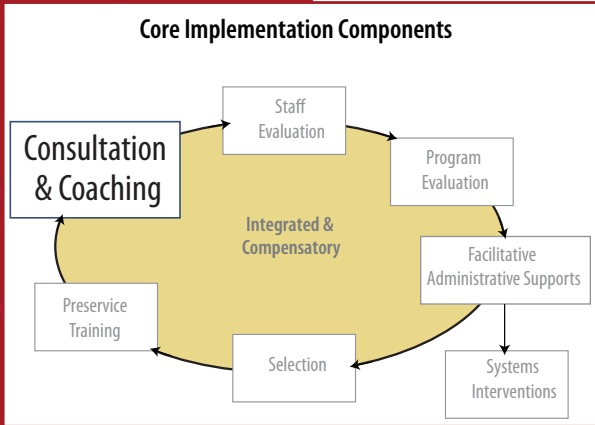 Core Implementation Components
Staff
Evaluation
Consultation
& Coaching
Program
Evaluation
Integrated &
Compensatory
Facilitative
Administrative Supports
Preservice
Training
Selection
Systems
Interventions